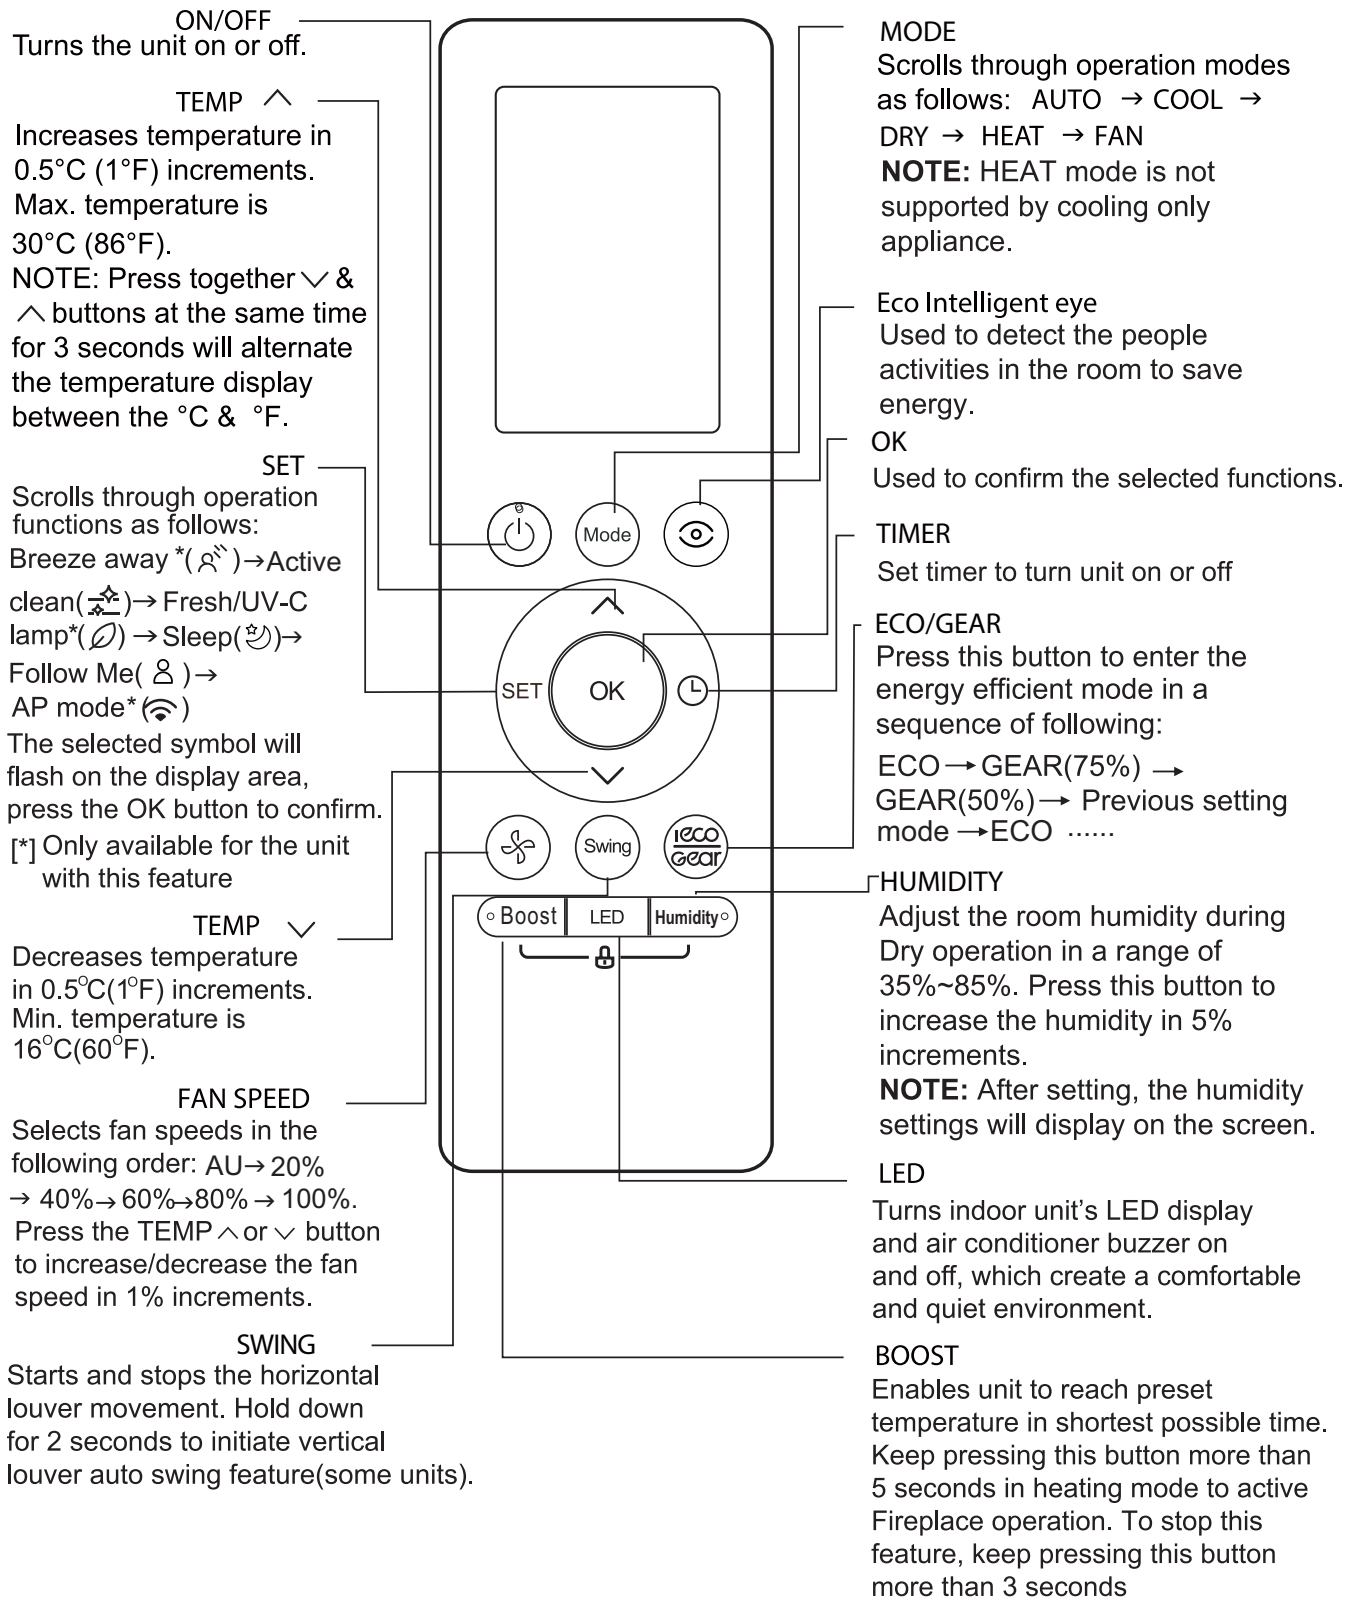 ON/OFF
Turns the unit on or off.
TEMP
Increases temperature in
0.5°C (1°F) increments.
Max. temperature is
30°C (86°F).
NOTE: Press together &
buttons at the same time
for 3 seconds will alternate
the temperature display
between the °C & °F.
SET
Scrolls through operation
functions as follows:
Breeze away *( )→Active
clean( )→ Fresh/UV-C
lamp*( ) → Sleep( )→
Follow Me( )→
AP mode*( )
The selected symbol will
flash on the display area,
press the OK button to confirm.
[*] Only available for the unit
with this feature
TEMP
Decreases temperature
in 0.5°C(1°F) increments.
Min. temperature is
16°C(60°F).
FAN SPEED
Selects fan speeds in the
following order: AU→ 20%
→ 40%→ 60%→80% → 100%.
Press the TEMP or button
to increase/decrease the fan
speed in 1% increments.
SWING
Starts and stops the horizontal
louver movement. Hold down
for 2 seconds to initiate vertical
louver auto swing feature(some units).
Mode
SET
OK
Swing
ieco
Gear
Boost
LED
Humidity
MODE
Scrolls through operation modes
as follows: AUTO → COOL →
DRY → HEAT → FAN
NOTE: HEAT mode is not
supported by cooling only
appliance.
Eco Intelligent eye
Used to detect the people
activities in the room to save
energy.
OK
Used to confirm the selected functions.
TIMER
Set timer to turn unit on or off
ECO/GEAR
Press this button to enter the
energy efficient mode in a
sequence of following:
ECO→GEAR(75%) →
GEAR(50%)→ Previous setting
mode →ECO ······
HUMIDITY
Adjust the room humidity during
Dry operation in a range of
35%~85%. Press this button to
increase the humidity in 5%
increments.
NOTE: After setting, the humidity
settings will display on the screen.
LED
Turns indoor unit’s LED display
and air conditioner buzzer on
and off, which create a comfortable
and quiet environment.
BOOST
Enables unit to reach preset
temperature in shortest possible time.
Keep pressing this button more than
5 seconds in heating mode to active
Fireplace operation. To stop this
feature, keep pressing this button
more than 3 seconds